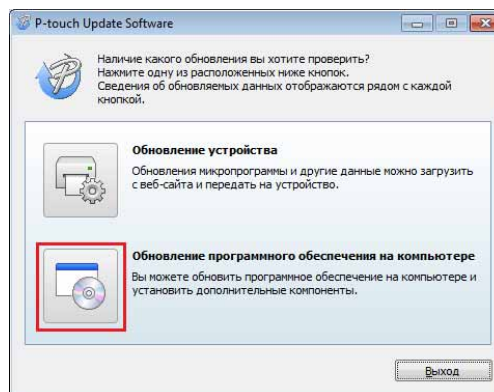 P-touch Update Software
Наличие какого обновления вы хотите проверить?
Нажмите одну из расположенных ниже кнопок.
Сведения об обновляемых данных отображаются рядом с каждой
кнопкой.
Обновление устройства
Обновления микропрограммы и другие данные можно загрузить
с веб-сайта и передать на устройство.
Обновление программного обеспечения на компьютере
Вы можете обновить программное обеспечение на компьютере и
установить дополнительные компоненты.
Выход